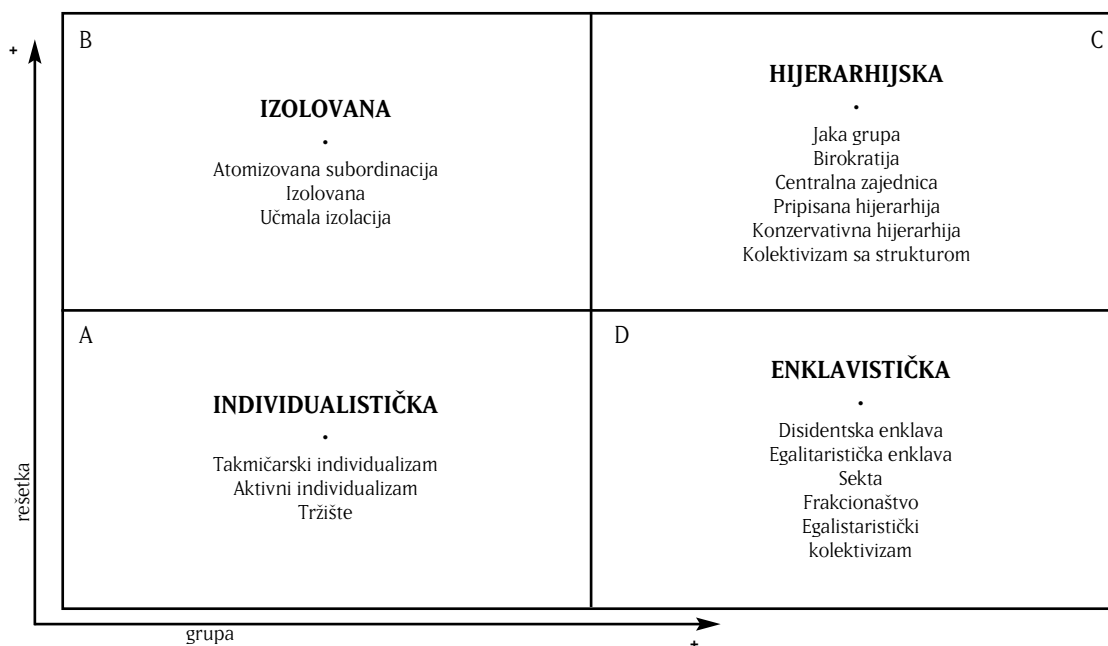 +
B
IZOLOVANA
•
Atomizovana subordinacija
Izolovana
Učmala izolacija
C
HIJERARHIJSKA
•
Jaka grupa
Birokratija
Centralna zajednica
Pripisana hijerarhija
Konzervativna hijerarhija
Kolektivizam sa strukturom
A
INDIVIDUALISTIČKA
•
Takmičarski individualizam
Aktivni individualizam
Tržište
D
ENKLAVISTIČKA
•
Disidentska enklava
Egalitaristička enklava
Sekta
Frakcionaštvo
Egalistaristički
kolektivizam
rešetka
grupa
+